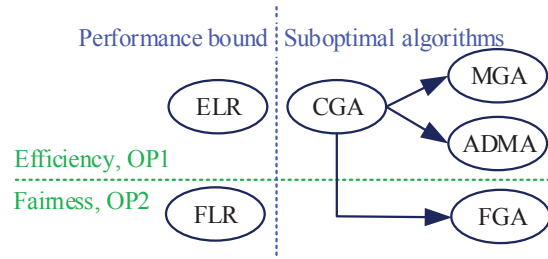 Performance bound
Suboptimal algorithms
MGA
ELR
CGA
ADMA
Efficiency, OP1
Fairness, OP2
FLR
FGA